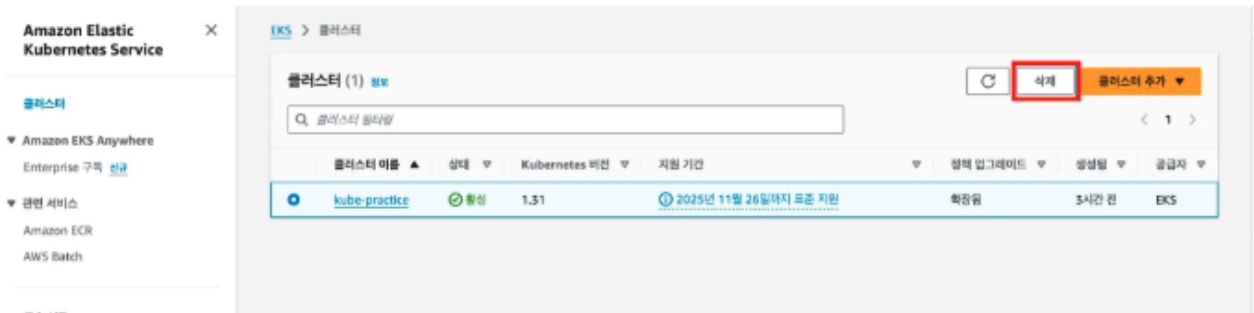 Amazon Elastic
Kubernetes Service
EKS > 클러스터
클러스터 (1) 정보
삭제
클러스터 추가
클러스터 필터링
1
클러스터
Amazon EKS Anywhere
Enterprise 구독 신규
관련 서비스
Amazon ECR
AWS Batch
클러스터 이름 상태 Kubernetes 버전 지원 기간 정책 업그레이드 생성됨 공급자
kube-practice 활성 1.31 2025년 11월 26일까지 표준 지원 확장됨 3시간 전 EKS